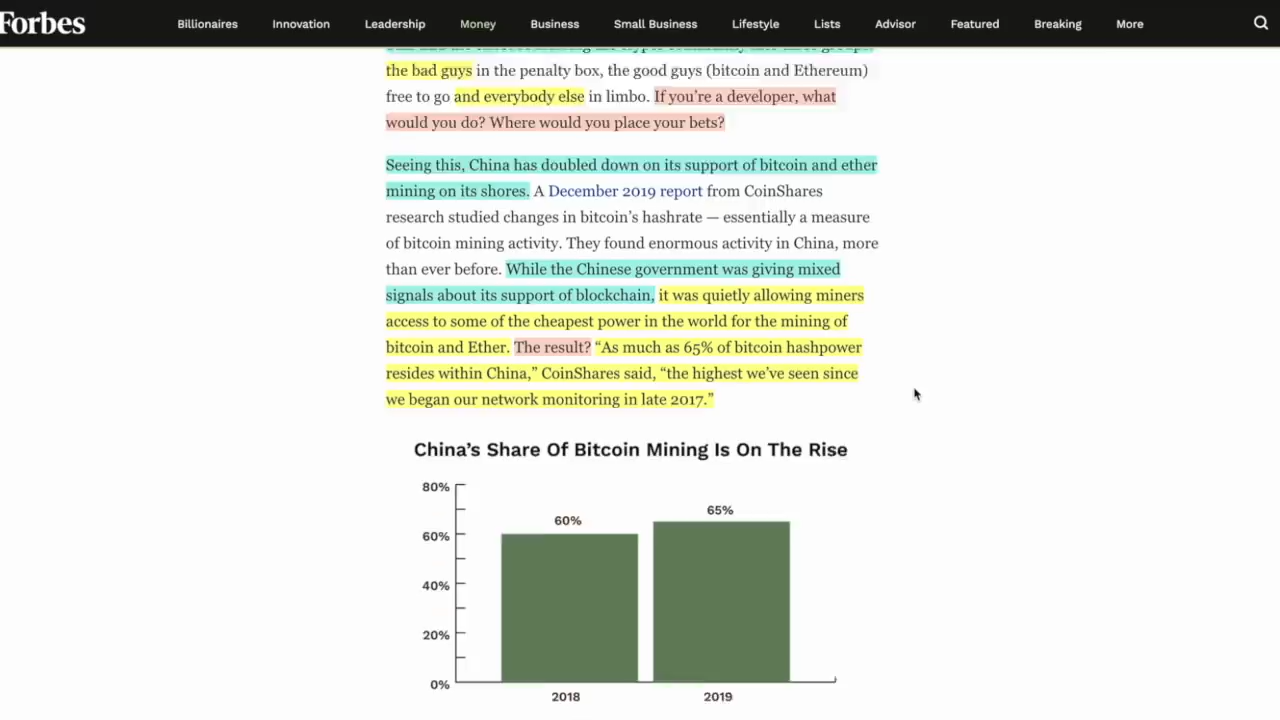 Forbes
Billionaires Innovation Leadership Money Business Small Business Lifestyle Lists Advisor Featured Breaking More
the bad guys in the penalty box, the good guys (bitcoin and Ethereum)
free to go and everybody else in limbo. If you’re a developer, what
would you do? Where would you place your bets?
Seeing this, China has doubled down on its support of bitcoin and ether
mining on its shores. A December 2019 report from CoinShares
research studied changes in bitcoin’s hashrate — essentially a measure
of bitcoin mining activity. They found enormous activity in China, more
than ever before. While the Chinese government was giving mixed
signals about its support of blockchain, it was quietly allowing miners
access to some of the cheapest power in the world for the mining of
bitcoin and Ether. The result? “As much as 65% of bitcoin hashpower
resides within China,” CoinShares said, “the highest we’ve seen since
we began our network monitoring in late 2017.”
China’s Share Of Bitcoin Mining Is On The Rise
80%
60%
40%
20%
0%
60%
65%
2018
2019